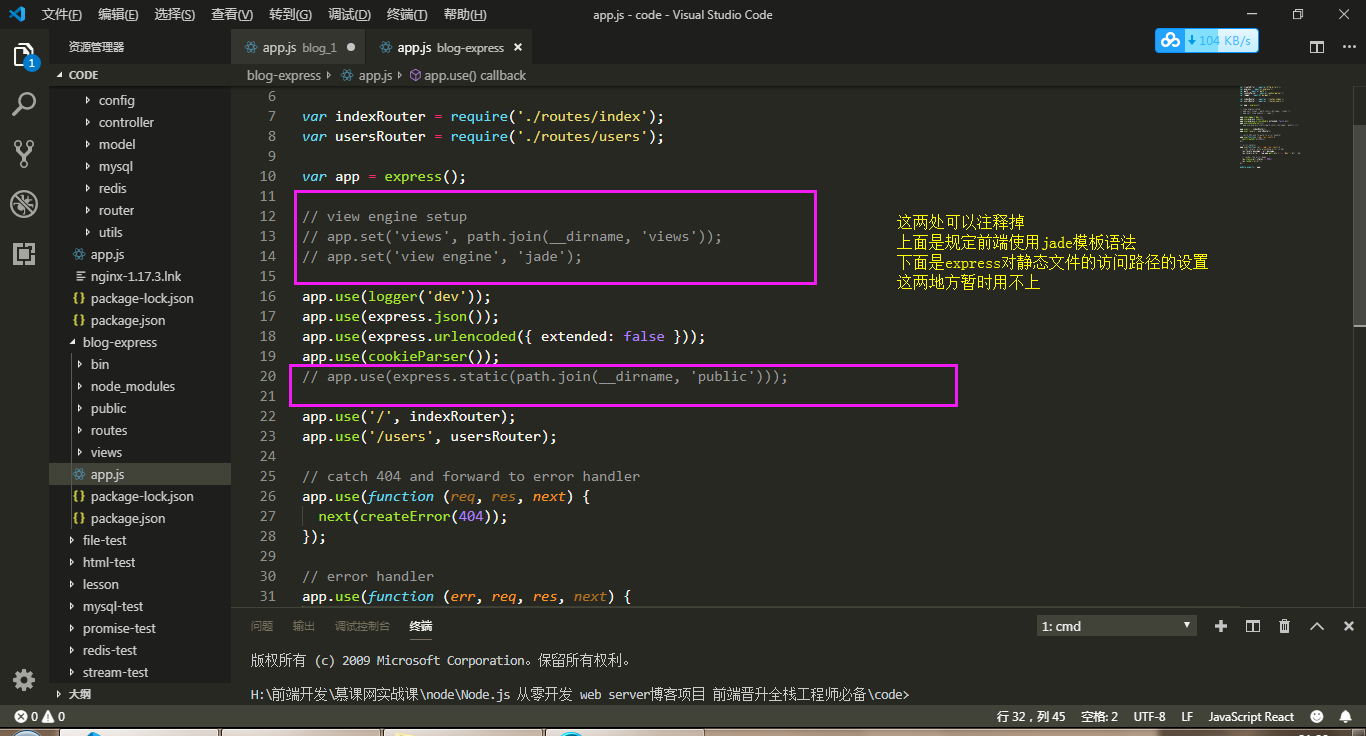 文件(F) 编辑(E) 选择(S) 查看(V) 转到(G) 调试(D) 终端(T) 帮助(H) app.js - code - Visual Studio Code
资源管理器 app.js blog_1 app.js blog-express 104 KB/s
1
CODE
blog-express app.js app.use() callback
config
controller
model
mysql
redis
router
utils
app.js
nginx-1.17.3.lnk
package-lock.json
package.json
blog-express
bin
node_modules
public
routes
views
app.js
package-lock.json
package.json
file-test
html-test
lesson
mysql-test
promise-test
redis-test
stream-test
大纲
6
7 var indexRouter = require('./routes/index');
8 var usersRouter = require('./routes/users');
9
10 var app = express();
11
12 // view engine setup
13 // app.set('views', path.join(__dirname, 'views'));
14 // app.set('view engine', 'jade');
15
16 app.use(logger('dev'));
17 app.use(express.json());
18 app.use(express.urlencoded({ extended: false }));
19 app.use(cookieParser());
20 // app.use(express.static(path.join(__dirname, 'public')));
21
22 app.use('/', indexRouter);
23 app.use('/users', usersRouter);
24
25 // catch 404 and forward to error handler
26 app.use(function (req, res, next) {
27 next(createError(404));
28 });
29
30 // error handler
31 app.use(function (err, req, res, next) {
这两处可以注释掉
上面是规定前端使用jade模板语法
下面是express对静态文件的访问路径的设置
这两地方暂时用不上
问题 输出 调试控制台 终端 1: cmd
版权所有 (c) 2009 Microsoft Corporation。保留所有权利。
H:\前端开发\慕课网实战课\node\Node.js 从零开发 web server博客项目 前端晋升全栈工程师必备\code>
0 0 行 32，列 45 空格: 2 UTF-8 LF JavaScript React